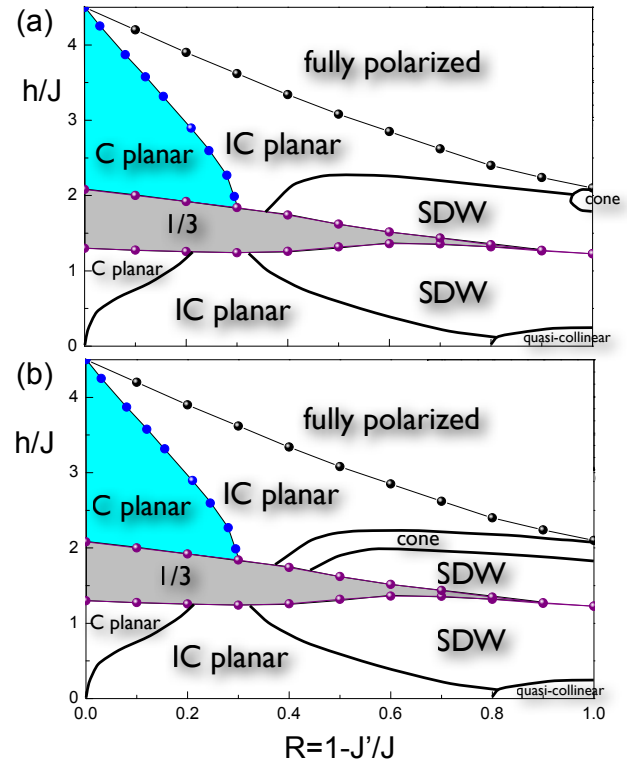 (a)
4
fully polarized
h/J
3
IC planar
C planar
2
cone
SDW
1/3
1
C planar
IC planar
SDW
0
quasi-collinear
(b)
4
fully polarized
h/J
3
IC planar
C planar
2
cone
SDW
1/3
1
C planar
SDW
IC planar
0
quasi-collinear
0.0 0.2 0.4 0.6 0.8 1.0
R=1-J'/J